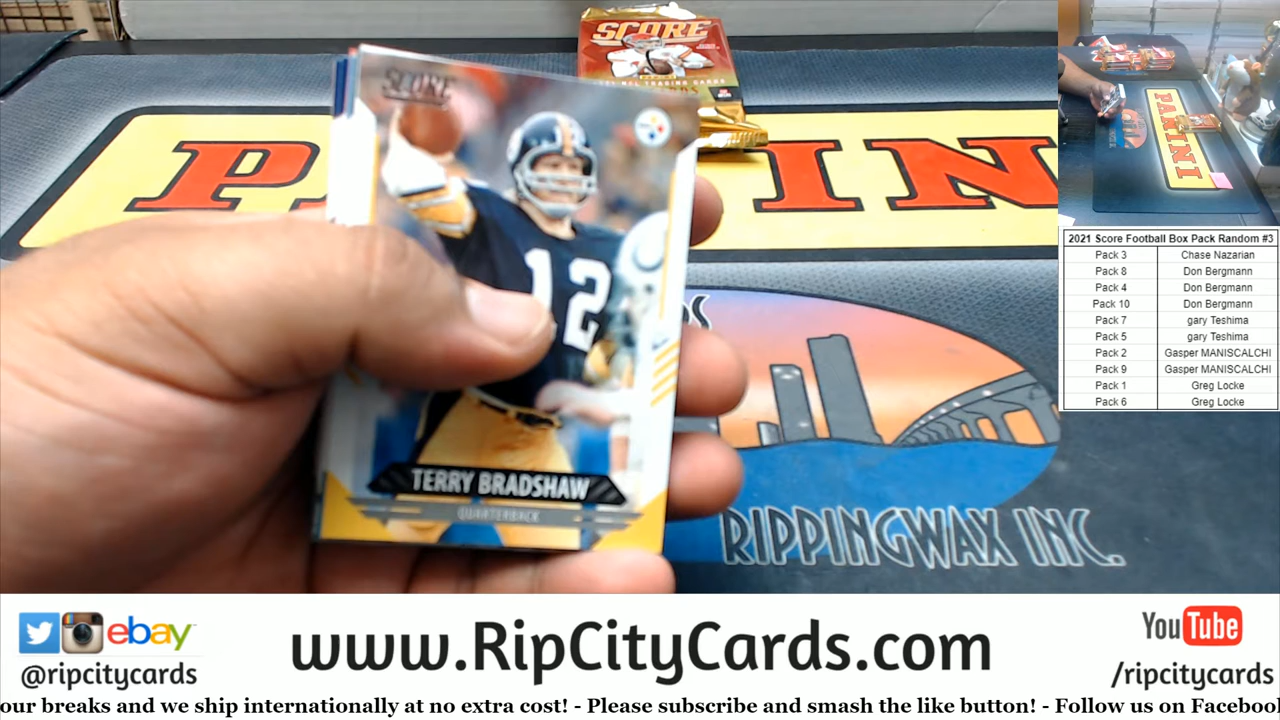 SCORE
SCORE
PANINI
12
TERRY BRADSHAW
QUARTERBACK
RIPPINGWAX INC.
PANINI
2021 Score Football Box Pack Random #3
Pack 3 Chase Nazarian
Pack 8 Don Bergmann
Pack 4 Don Bergmann
Pack 10 Don Bergmann
Pack 7 gary Teshima
Pack 5 gary Teshima
Pack 2 Gasper MANISCALCHI
Pack 9 Gasper MANISCALCHI
Pack 1 Greg Locke
Pack 6 Greg Locke
ebay
@ripcitycards
www.RipCityCards.com
YouTube
/ripcitycards
our breaks and we ship internationally at no extra cost! - Please subscribe and smash the like button! - Follow us on Faceboo